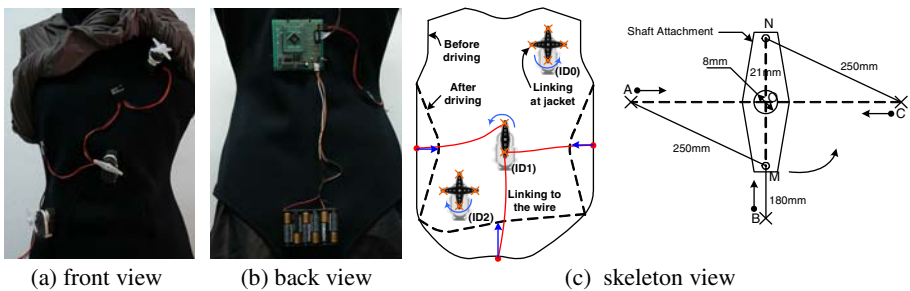 Before
driving
After
driving
(ID0)
Linking
at jacket
(ID1)
Linking to
the wire
(ID2)
Shaft Attachment
N
250mm
21mm
8mm
O
A
C
250mm
M
B
180mm
(a) front view
(b) back view
(c) skeleton view